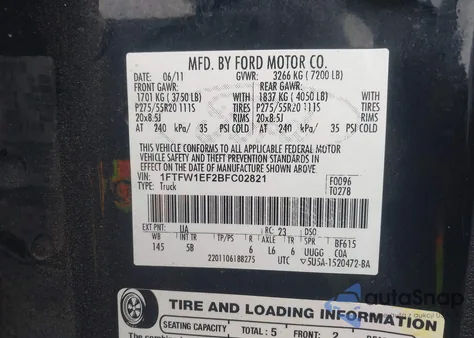 MFD. BY FORD MOTOR CO.
DATE: 06/11 GVWR: 3266 KG ( 7200 LB)
FRONT GAWR: REAR GAWR:
1701 KG ( 3750 LB) WITH 1837 KG ( 4050 LB) WITH
P275/55R20 111S TIRES P275/55R20 111S TIRES
20x8.5J RIMS 20x8.5J RIMS
AT 240 kPa/ 35 PSI COLD AT 240 kPa/ 35 PSI COLD
THIS VEHICLE CONFORMS TO ALL APPLICABLE FEDERAL MOTOR
VEHICLE SAFETY AND THEFT PREVENTION STANDARDS IN
EFFECT ON THE DATE OF MANUFACTURE SHOWN ABOVE.
VIN: 1FTFW1EF2BFC02821 F0096
TYPE: Truck T0278
EXT PNT: UA RC: 23 DSO:
WB BRK INT TR TP/PS R AXLE TR SPR BF615
145 5B 6 6 L6 6 UUGG C0A
2201106188275 UTC 5U5A-1520472-BA
AutoSnap
TIRE AND LOADING INFORMATION
SEATING CAPACITY TOTAL : 5 FRONT: 2